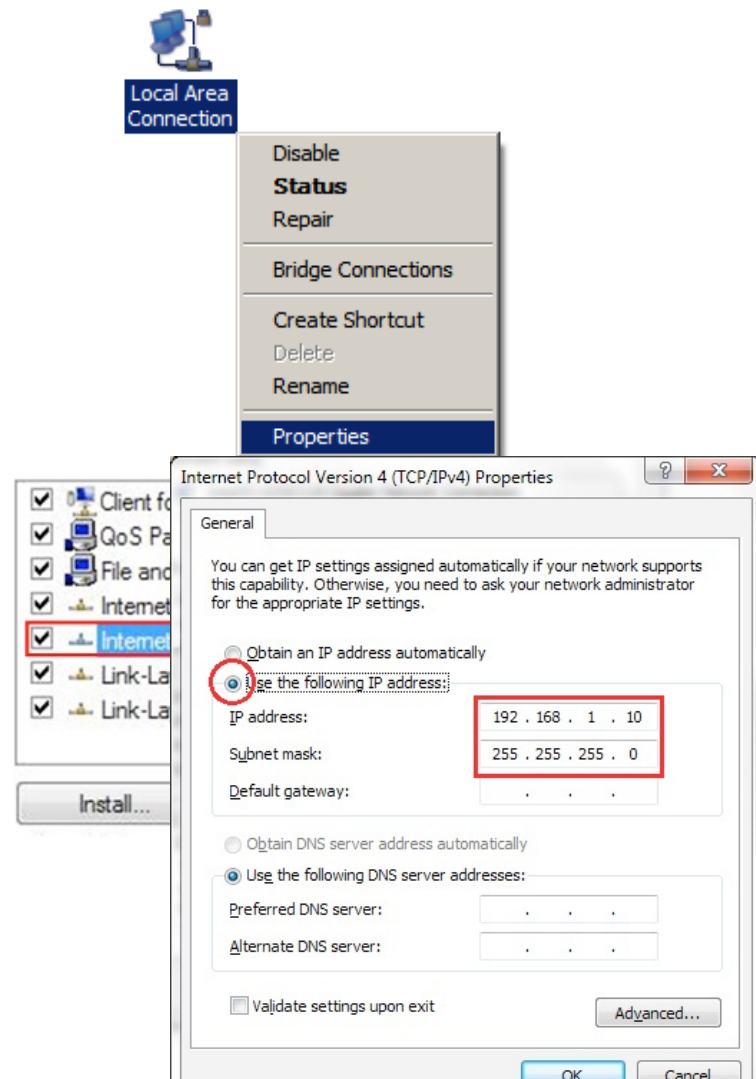 Local Area
Connection
Disable
Status
Repair
Bridge Connections
Create Shortcut
Delete
Rename
Properties
Client fo
QoS Pa
File and
Internet
Internet
Link-La
Link-La
Install...
Internet Protocol Version 4 (TCP/IPv4) Properties
General
You can get IP settings assigned automatically if your network supports
this capability. Otherwise, you need to ask your network administrator
for the appropriate IP settings.
Obtain an IP address automatically
Use the following IP address:
IP address: 192 . 168 . 1 . 10
Subnet mask: 255 . 255 . 255 . 0
Default gateway: . . .
Obtain DNS server address automatically
Use the following DNS server addresses:
Preferred DNS server: . . .
Alternate DNS server: . . .
Validate settings upon exit
Advanced...
OK
Cancel